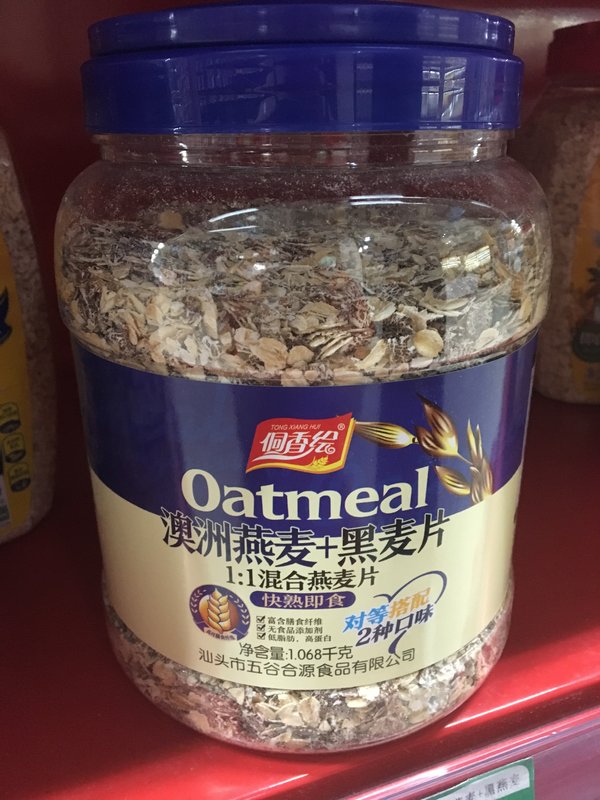 TONG XIANG HUI
侗香绘®
Oatmeal
澳洲燕麦+黑麦片
1:1混合燕麦片
快熟即食
富含膳食纤维
无食品添加剂
低脂肪、高蛋白
对等搭配
2种口味
净含量:1.068千克
汕头市五谷合源食品有限公司